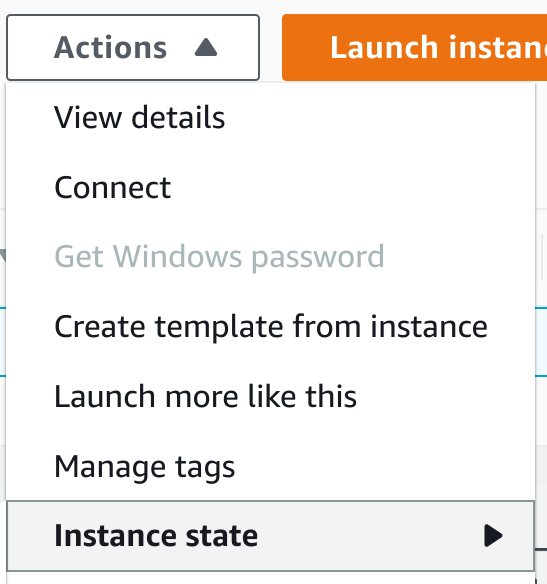 Actions
Launch
View details
Connect
Get Windows password
Create template from instance
Launch more like this
Manage tags
Instance state